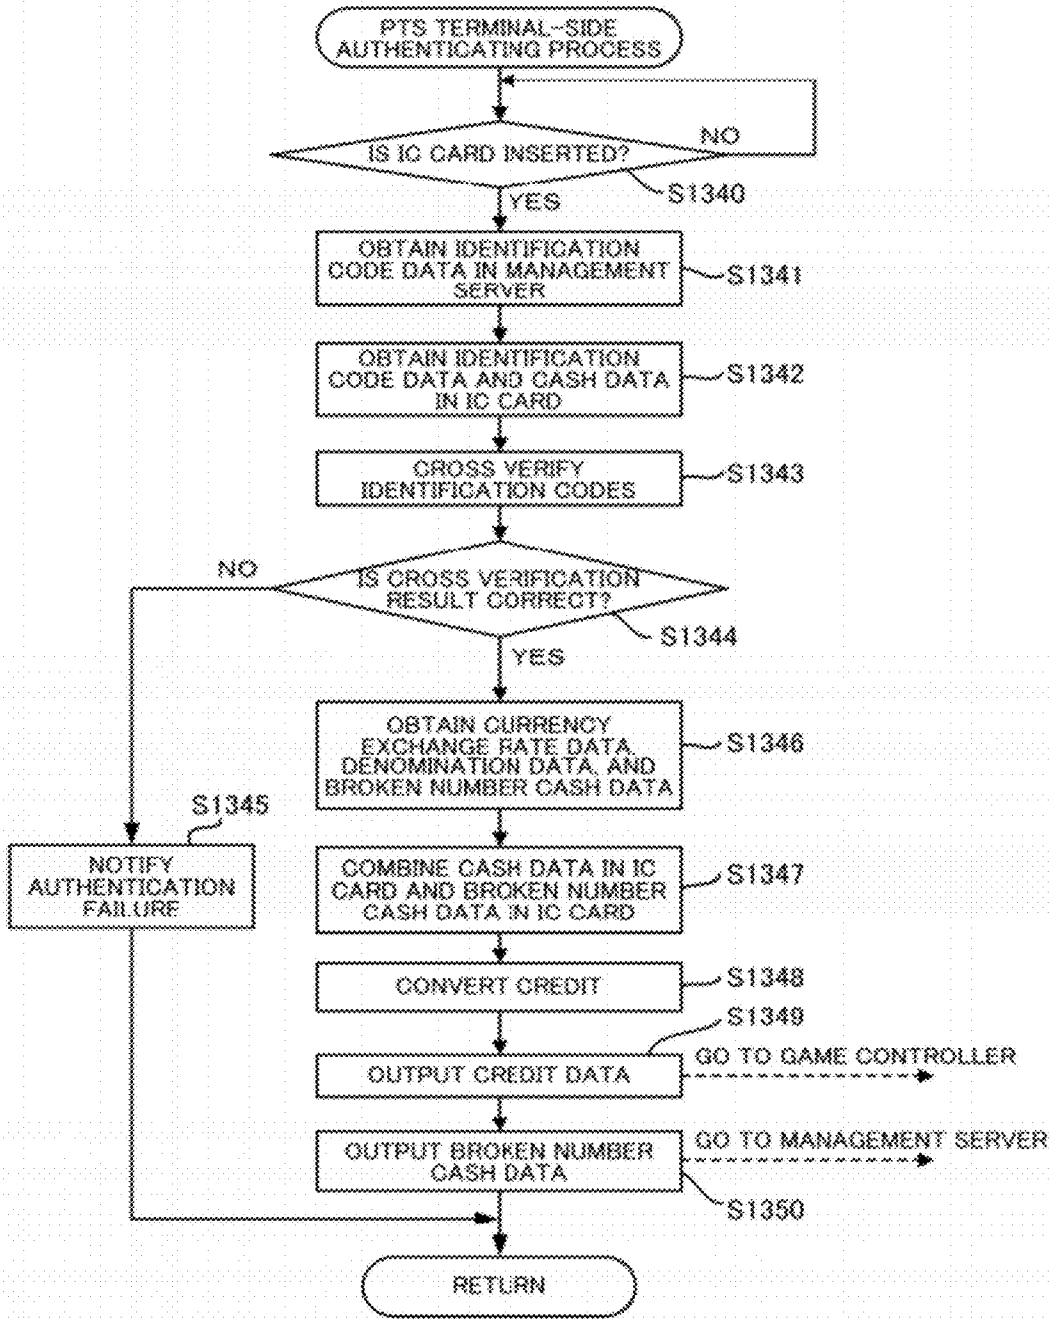 PTS TERMINAL-SIDE
AUTHENTICATING PROCESS
NO
IS IC CARD INSERTED?
S1340
YES
OBTAIN IDENTIFICATION
CODE DATA IN MANAGEMENT
SERVER
S1341
OBTAIN IDENTIFICATION
CODE DATA AND CASH DATA
IN IC CARD
S1342
CROSS VERIFY
IDENTIFICATION CODES
S1343
NO
IS CROSS VERIFICATION
RESULT CORRECT?
S1344
YES
OBTAIN CURRENCY
EXCHANGE RATE DATA,
DENOMINATION DATA, AND
BROKEN NUMBER CASH DATA
S1346
S1345
NOTIFY
AUTHENTICATION
FAILURE
COMBINE CASH DATA IN IC
CARD AND BROKEN NUMBER
CASH DATA IN IC CARD
S1347
CONVERT CREDIT
S1348
S1349
OUTPUT CREDIT DATA
GO TO GAME CONTROLLER
OUTPUT BROKEN NUMBER
CASH DATA
GO TO MANAGEMENT SERVER
S1350
RETURN